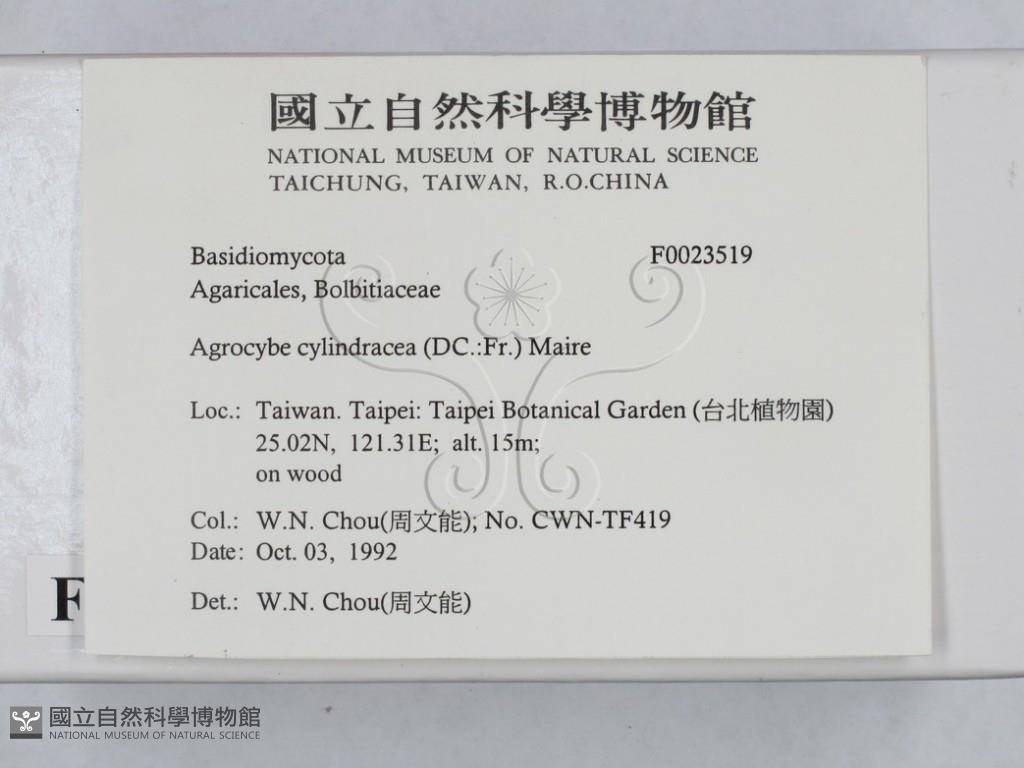 國立自然科學博物館
NATIONAL MUSEUM OF NATURAL SCIENCE
TAICHUNG, TAIWAN, R.O.CHINA
Basidiomycota F0023519
Agaricales, Bolbitiaceae
Agrocybe cylindracea (DC.:Fr.) Maire
Loc.: Taiwan. Taipei: Taipei Botanical Garden (台北植物園)
25.02N, 121.31E; alt. 15m;
on wood
Col.: W.N. Chou(周文能); No. CWN-TF419
Date: Oct. 03, 1992
F
Det.: W.N. Chou(周文能)
國立自然科學博物館
NATIONAL MUSEUM OF NATURAL SCIENCE